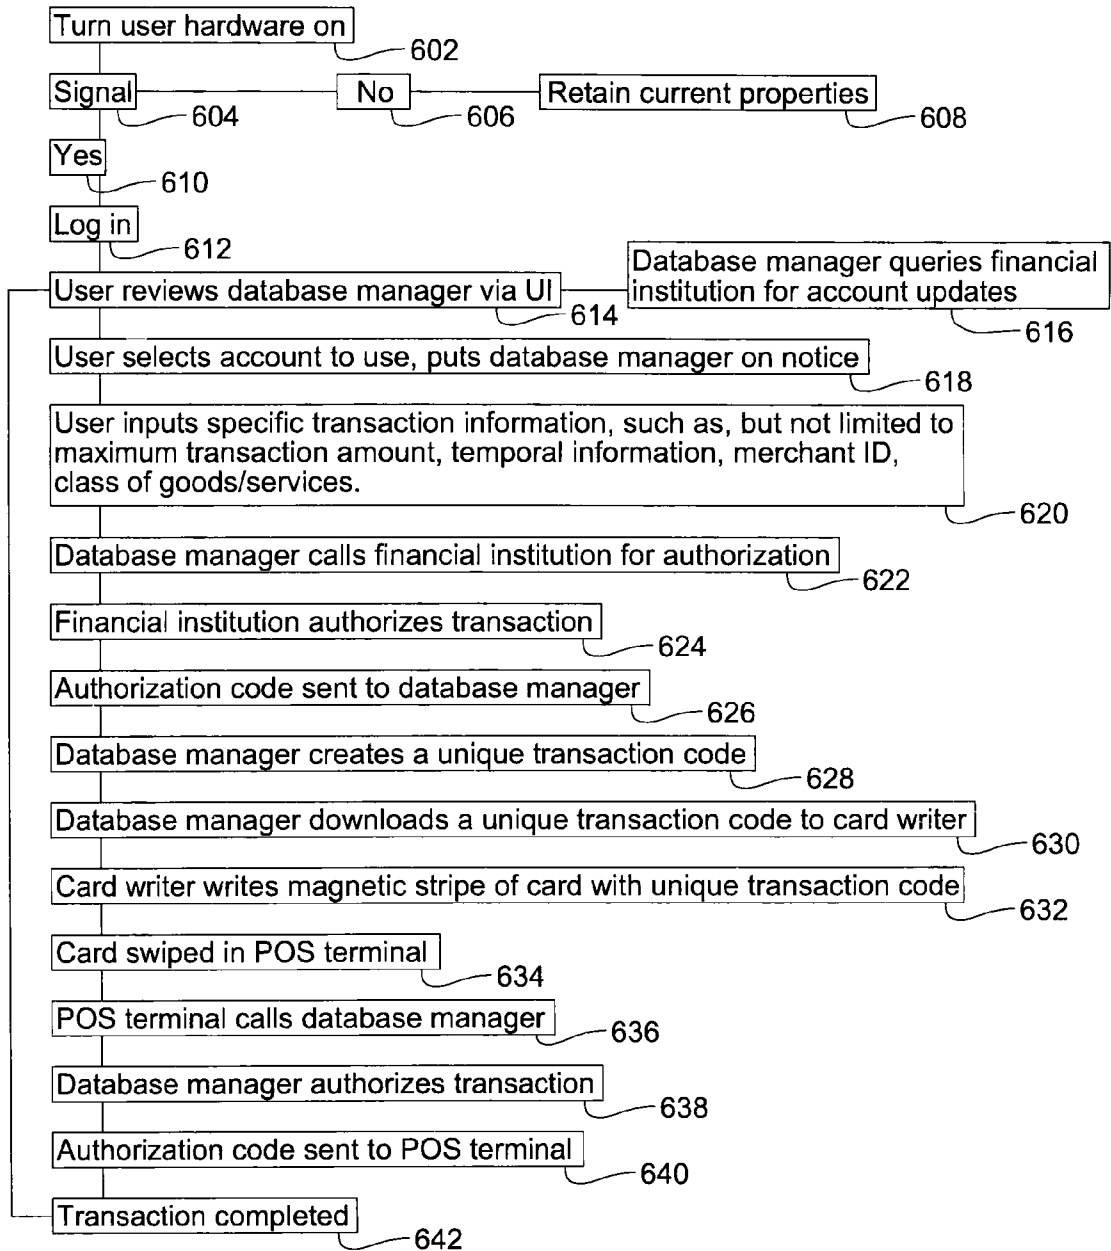 Turn user hardware on
602
Signal
No
Retain current properties
604
606
608
Yes
610
Log in
612
Database manager queries financial
institution for account updates
616
User reviews database manager via UI
614
User selects account to use, puts database manager on notice
618
User inputs specific transaction information, such as, but not limited to
maximum transaction amount, temporal information, merchant ID,
class of goods/services.
620
Database manager calls financial institution for authorization
622
Financial institution authorizes transaction
624
Authorization code sent to database manager
626
Database manager creates a unique transaction code
628
Database manager downloads a unique transaction code to card writer
630
Card writer writes magnetic stripe of card with unique transaction code
632
Card swiped in POS terminal
634
POS terminal calls database manager
636
Database manager authorizes transaction
638
Authorization code sent to POS terminal
640
Transaction completed
642